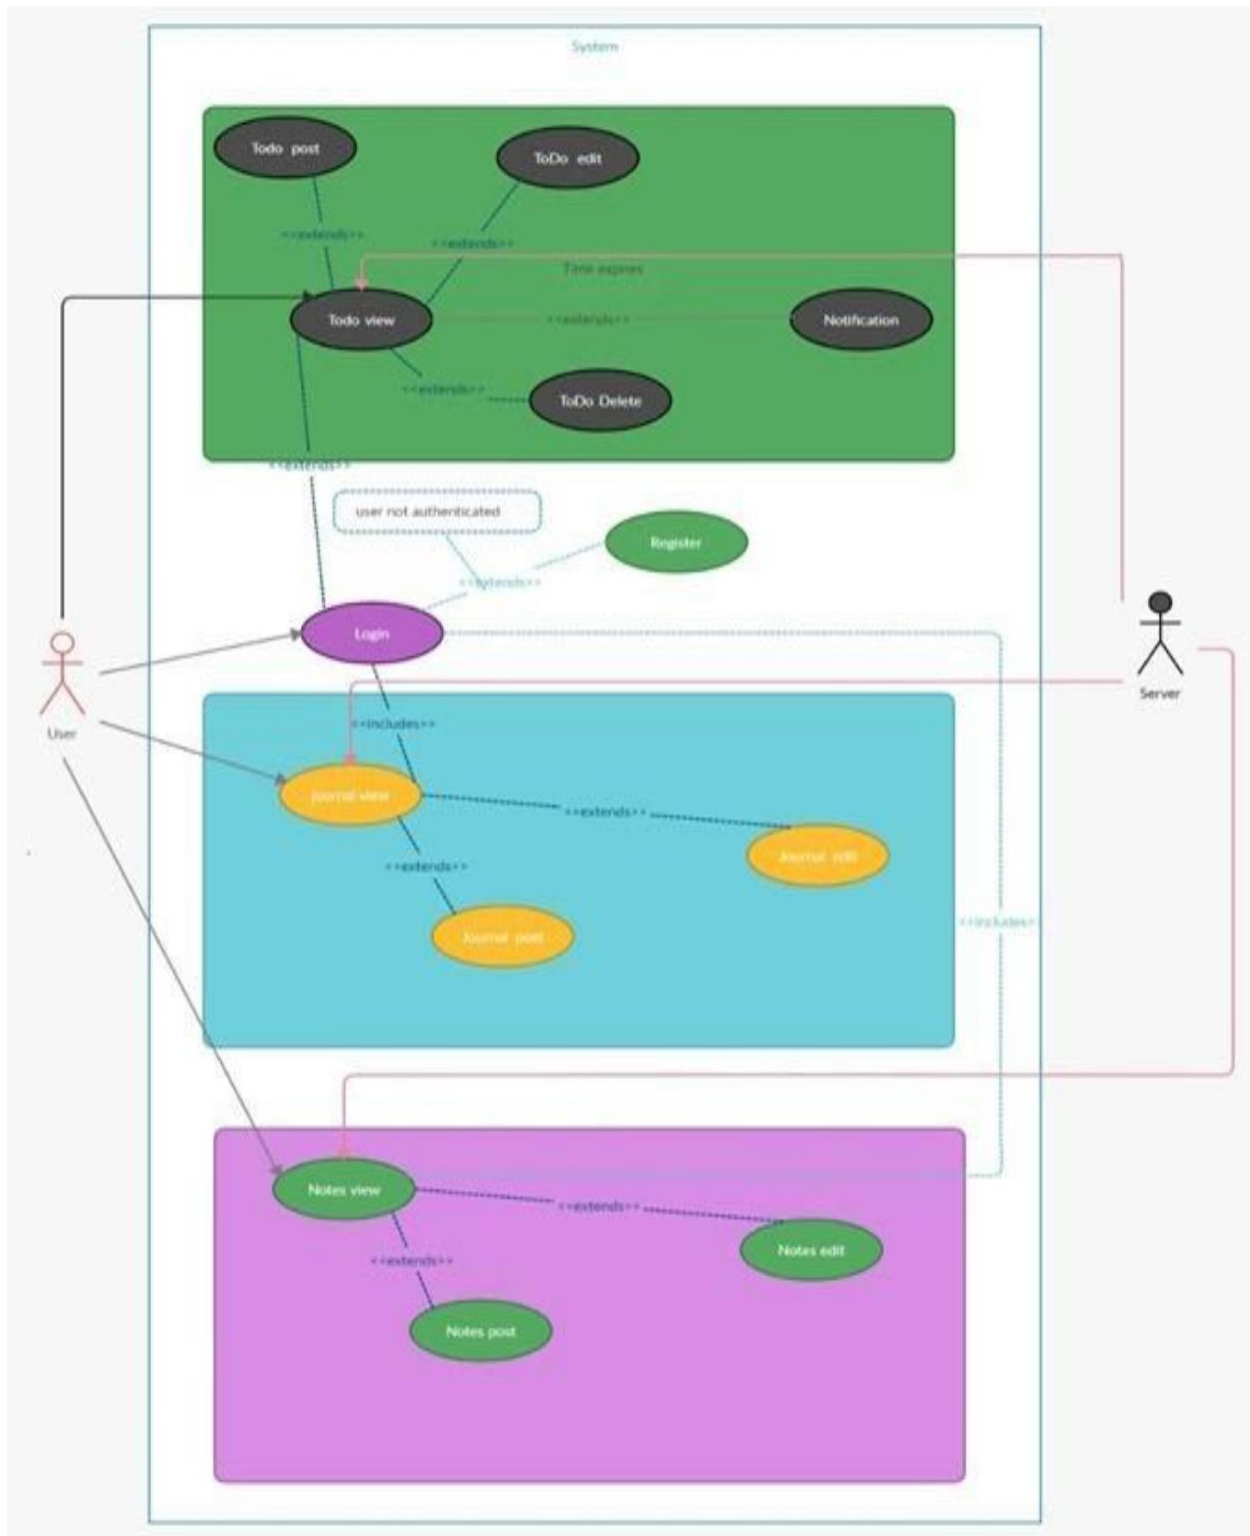 System
Todo post
ToDo edit
<<extends>>
<<extends>>
Time expires
Todo view
<<extends>>
Notification
<<extends>>
ToDo Delete
<<extends>>
user not authenticated
Register
<<extends>>
Login
User
Server
<<includes>>
Journal view
<<extends>>
Journal edit
<<extends>>
Journal post
<<includes>>
Notes view
<<extends>>
Notes edit
<<extends>>
Notes post